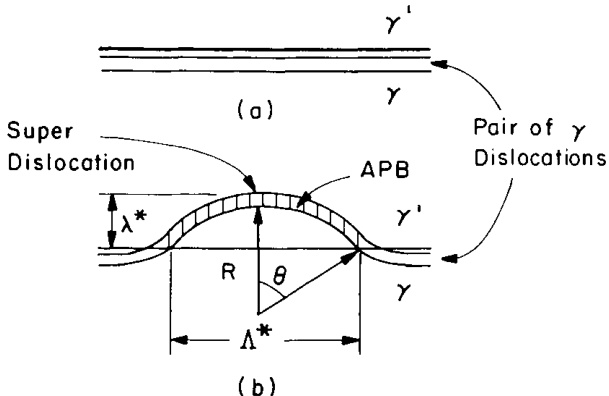 γ'
γ
(a)
Super
Dislocation
Pair of γ
Dislocations
APB
λ*
γ'
R
θ
γ
Λ*
(b)